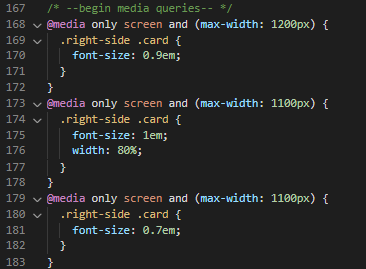 167 /* --begin media queries-- */
168 @media only screen and (max-width: 1200px) {
169 .right-side .card {
170 font-size: 0.9em;
171 }
172 }
173 @media only screen and (max-width: 1100px) {
174 .right-side .card {
175 font-size: 1em;
176 width: 80%;
177 }
178 }
179 @media only screen and (max-width: 1100px) {
180 .right-side .card {
181 font-size: 0.7em;
182 }
183 }